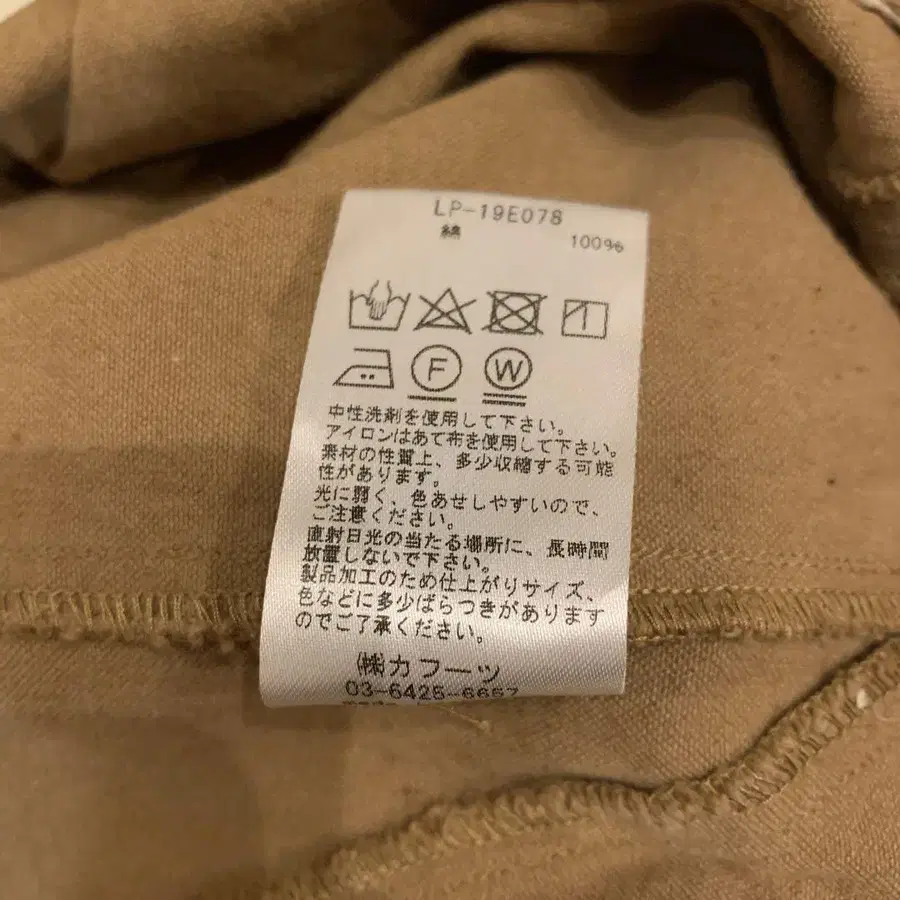 LP-19E078
綿 100%
F W
中性洗剤を使用して下さい。
アイロンはあて布を使用して下さい。
素材の性質上、多少収縮する可能
性があります。
光に弱く、色あせしやすいので、
ご注意ください。
直射日光の当たる場所に、長時間
放置しないで下さい。
製品加工のため仕上がりサイズ、
色などに多少ばらつきがあります
のでご了承ください。
㈱カフーツ
03-6425-6657